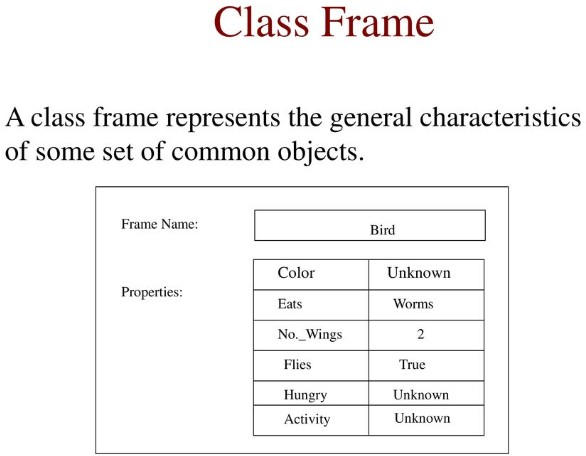 Class Frame
A class frame represents the general characteristics
of some set of common objects.
Frame Name:
Bird
Properties:
Color Unknown
Eats Worms
No._Wings 2
Flies True
Hungry Unknown
Activity Unknown